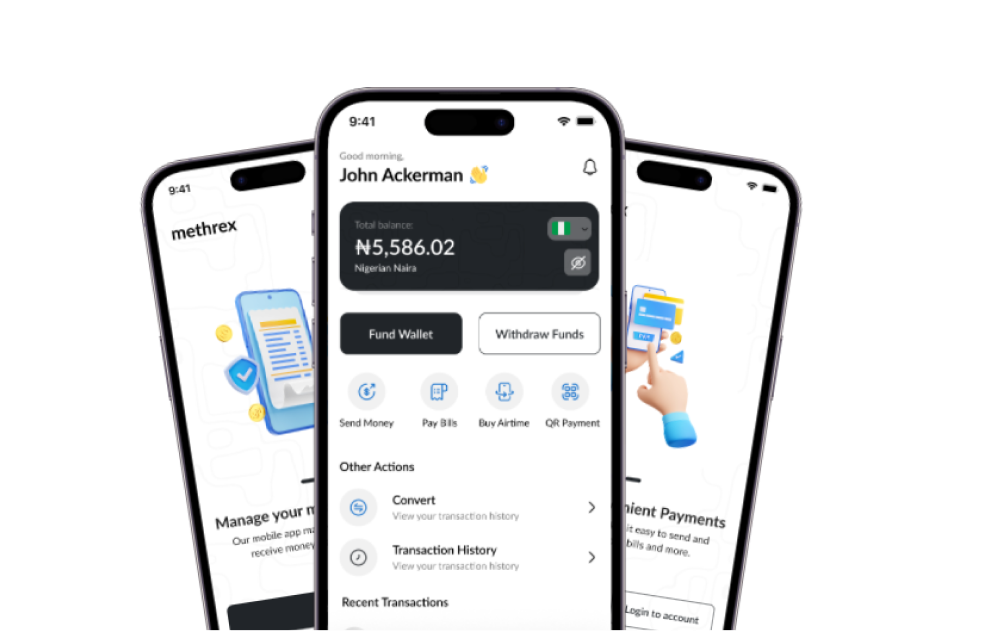 9:41
methrex
Manage your
Our mobile app
receive money
9:41
Good morning,
John Ackerman
Total balance:
₦5,586.02
Nigerian Naira
Fund Wallet
Withdraw Funds
Send Money
Pay Bills
Buy Airtime
QR Payment
Other Actions
Convert
View your transaction history
Transaction History
View your transaction history
Recent Transactions
9:41
Payments
it easy to send and
bills and more.
Login to account